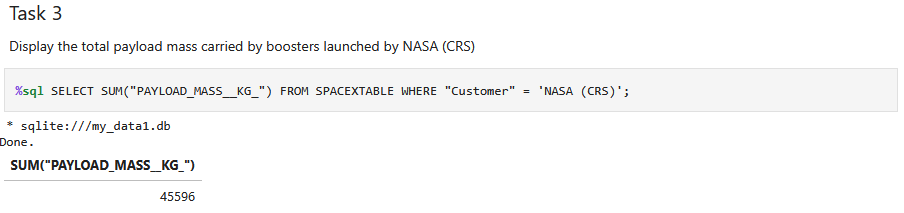 Task 3
Display the total payload mass carried by boosters launched by NASA (CRS)
%sql SELECT SUM("PAYLOAD_MASS__KG_") FROM SPACEXTABLE WHERE "Customer" = 'NASA (CRS)';
* sqlite:///my_data1.db
Done.
SUM("PAYLOAD_MASS__KG_")
45596